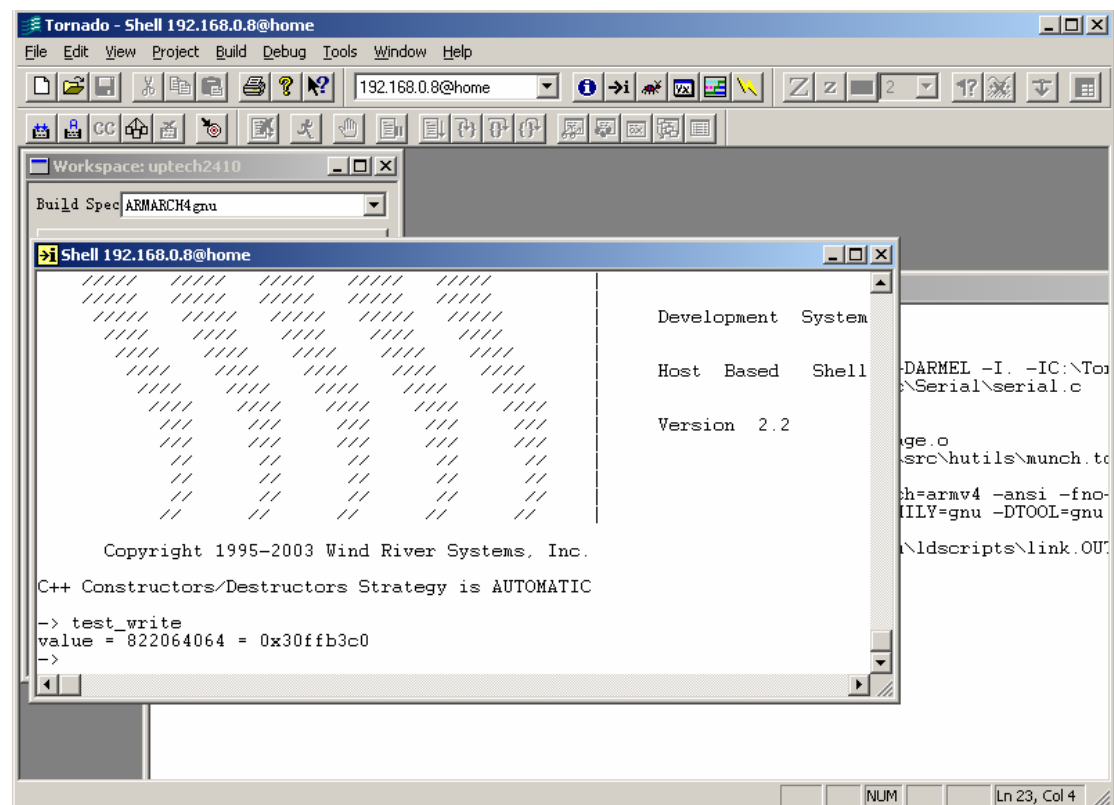 Tornado - Shell 192.168.0.8@home
File Edit View Project Build Debug Tools Window Help
192.168.0.8@home
Z z 2
CC
Workspace: uptech2410
Build Spec ARMARCH4gnu
Shell 192.168.0.8@home
Development System
Host Based Shell
Version 2.2
Copyright 1995-2003 Wind River Systems, Inc.
C++ Constructors/Destructors Strategy is AUTOMATIC
-> test_write
value = 822064064 = 0x30ffb3c0
->
-DARMEL -I. -IC:\Tor
\Serial\serial.c
ge.o
src\hutils\munch.tc
h=armv4 -ansi -fno-
ILY=gnu -DTOOL=gnu
\ldscripts\link.OUT
NUM
Ln 23, Col 4